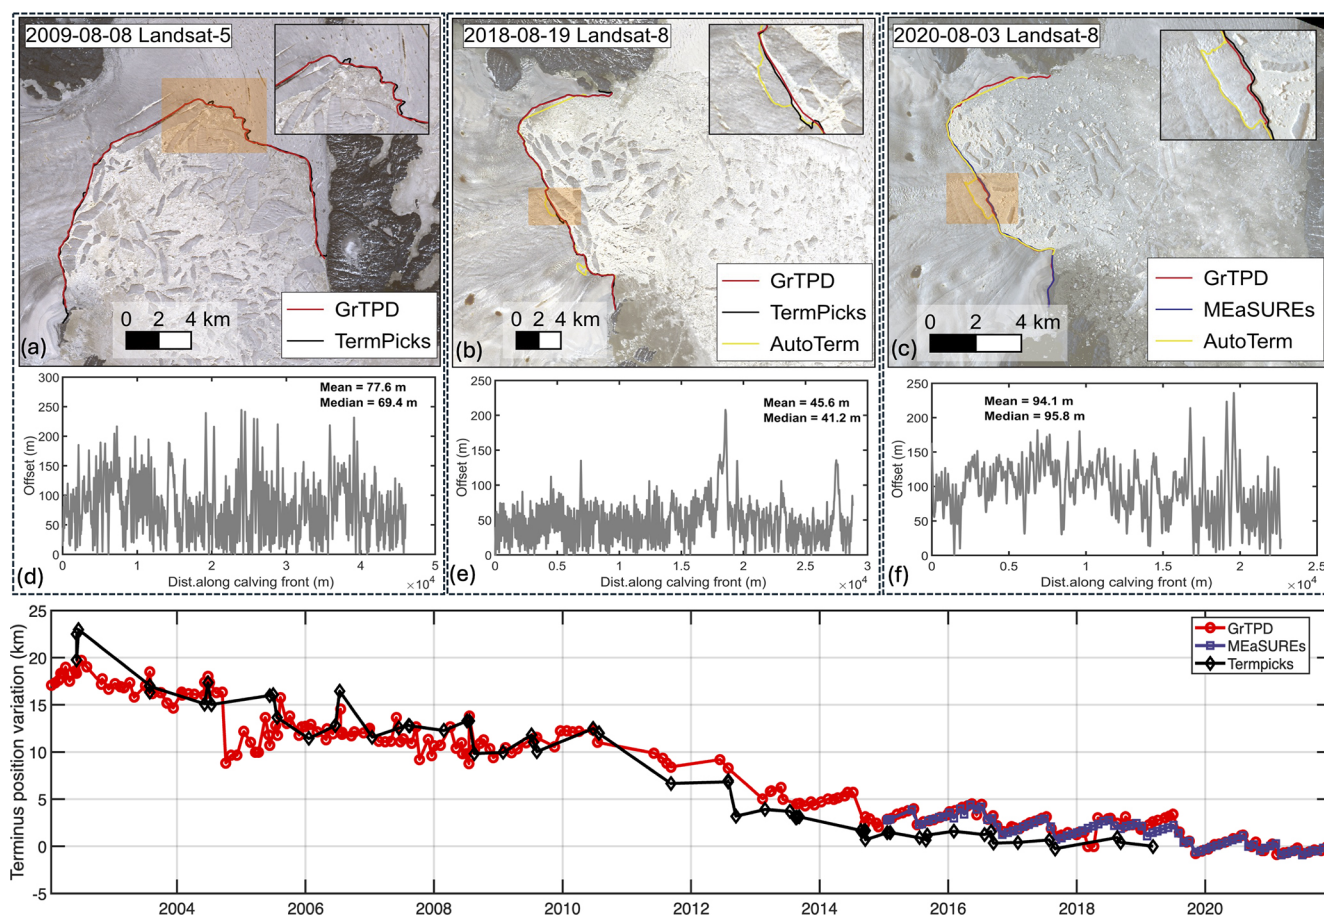 2009-08-08 Landsat-5
GrTPD
TermPicks
0 2 4 km
(a)
2018-08-19 Landsat-8
GrTPD
TermPicks
AutoTerm
0 2 4 km
(b)
2020-08-03 Landsat-8
GrTPD
MEaSUREs
AutoTerm
0 2 4 km
(c)
300
250
200
150
100
50
0
Offset (m)
Mean = 77.6 m
Median = 69.4 m
0 1 2 3 4 5
Dist.along calving front (m)
×10⁴
(d)
250
200
150
100
50
0
Offset (m)
Mean = 45.6 m
Median = 41.2 m
0 0.5 1 1.5 2 2.5 3
Dist.along calving front (m)
×10⁴
(e)
250
200
150
100
50
0
Offset (m)
Mean = 94.1 m
Median = 95.8 m
0 0.5 1 1.5 2 2.5
Dist.along calving front (m)
×10⁴
(f)
25
20
15
10
5
0
-5
Terminus position variation (km)
GrTPD
MEaSUREs
Termpicks
2004 2006 2008 2010 2012 2014 2016 2018 2020